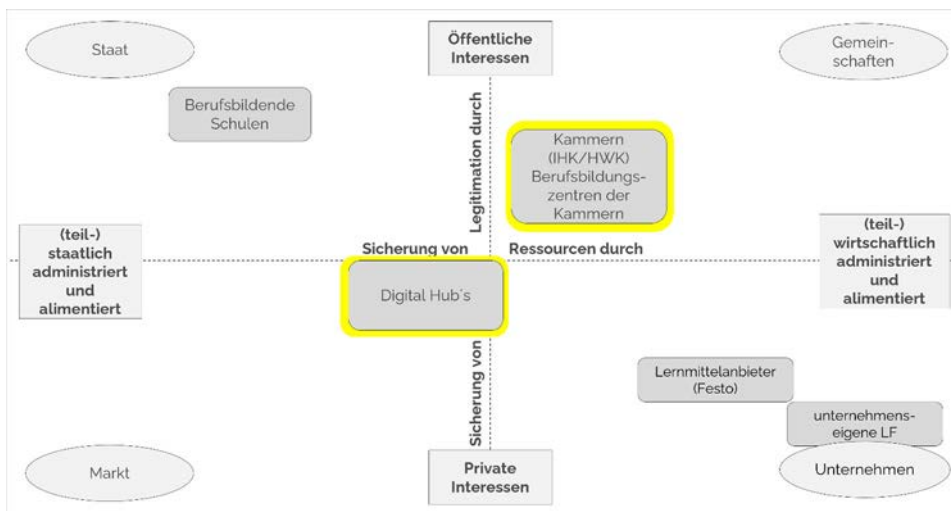 Staat
Öffentliche
Interessen
Gemein-
schaften
Berufsbildende
Schulen
Legitimation durch
Kammern
(IHK/HWK)
Berufsbildungs-
zentren der
Kammern
(teil-)
staatlich
administriert
und
alimentiert
Sicherung von
Ressourcen durch
(teil-)
wirtschaftlich
administriert
und
alimentiert
Digital Hub´s
Sicherung von
Lernmittelanbieter
(Festo)
unternehmens-
eigene LF
Markt
Private
Interessen
Unternehmen